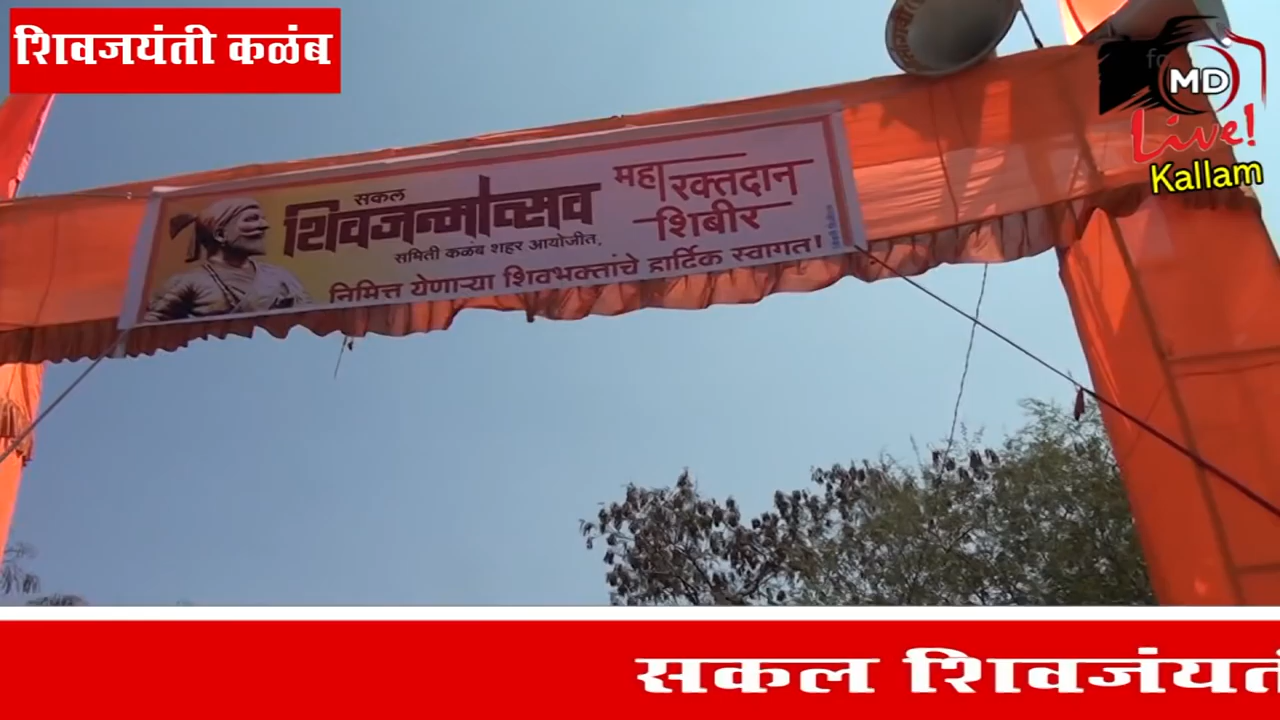 शिवजयंती कळंब
MD
Live!
Kallam
सकल
शिवजन्मोत्सव
समिती कळंब शहर आयोजीत,
महा रक्तदान
शिबीर
निमित्त येणाऱ्या शिवभक्तांचे हार्दिक स्वागत!
सकल शिवजंयती